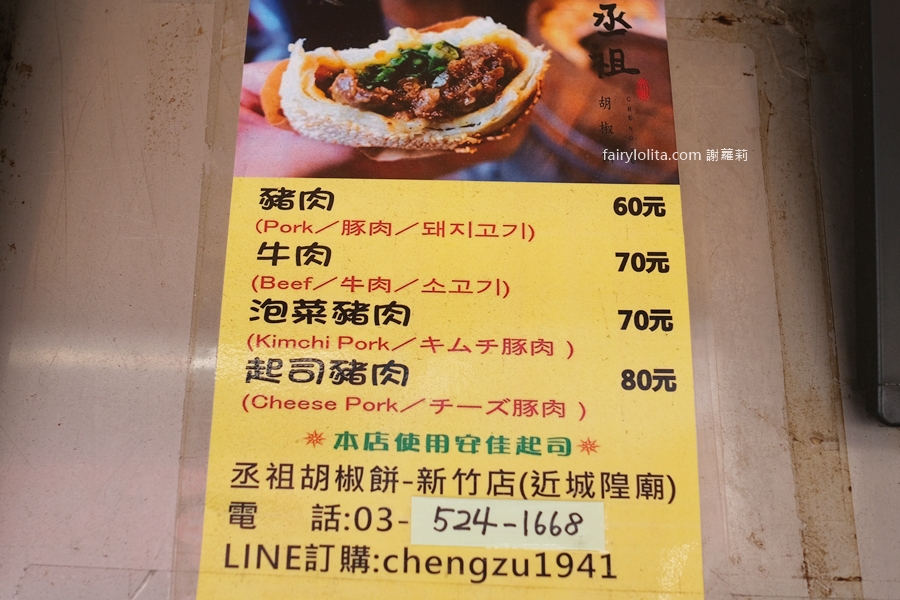 丞祖
胡椒
fairylolita.com 謝蘿莉
豬肉 60元
(Pork／豚肉／돼지고기)
牛肉 70元
(Beef／牛肉／소고기)
泡菜豬肉 70元
(Kimchi Pork／キムチ豚肉 )
起司豬肉 80元
(Cheese Pork／チーズ豚肉 )
本店使用安佳起司
丞祖胡椒餅-新竹店(近城隍廟)
電 話:03- 524-1668
LINE訂購:chengzu1941